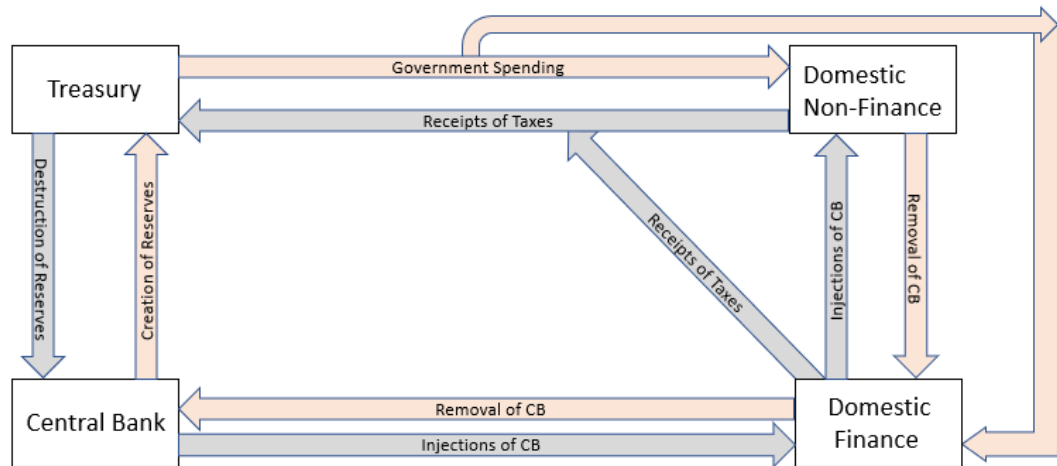 Treasury
Government Spending
Domestic
Non-Finance
Receipts of Taxes
Destruction of Reserves
Creation of Reserves
Receipts of Taxes
Injections of CB
Removal of CB
Central Bank
Removal of CB
Injections of CB
Domestic
Finance